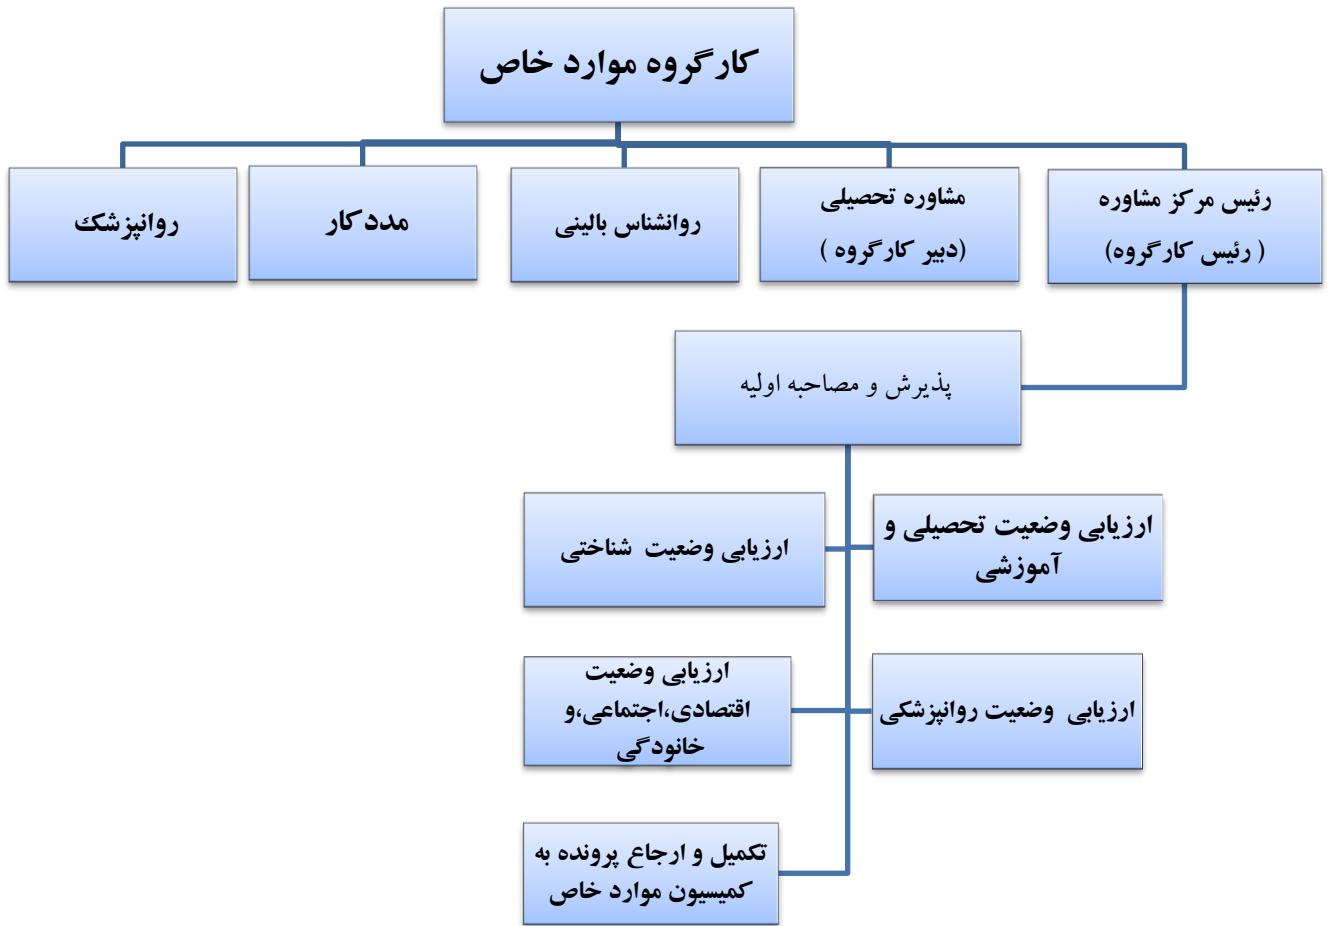 کارگروه موارد خاص
رئیس مرکز مشاوره
( رئیس کارگروه)
مشاوره تحصیلی
(دبیر کارگروه )
روانشناس بالینی
مددکار
روانپزشک
پذیرش و مصاحبه اولیه
ارزیابی وضعیت تحصیلی و
آموزشی
ارزیابی وضعیت شناختی
ارزیابی وضعیت روانپزشکی
ارزیابی وضعیت
اقتصادی،اجتماعی،و
خانودگی
تکمیل و ارجاع پرونده به
کمیسیون موارد خاص